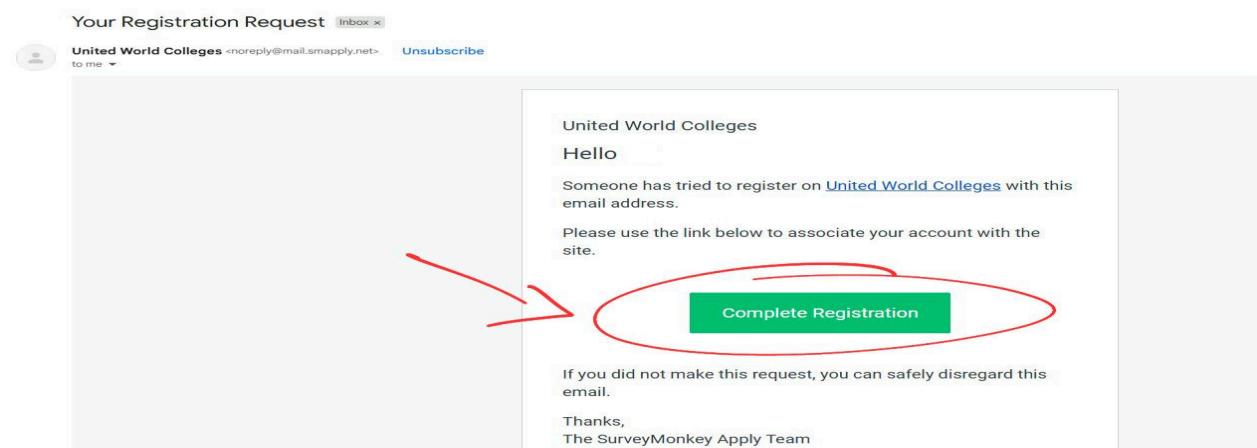 Your Registration Request Inbox x
United World Colleges <noreply@mail.smapply.net> Unsubscribe
to me
United World Colleges
Hello
Someone has tried to register on United World Colleges with this
email address.
Please use the link below to associate your account with the
site.
Complete Registration
If you did not make this request, you can safely disregard this
email.
Thanks,
The SurveyMonkey Apply Team